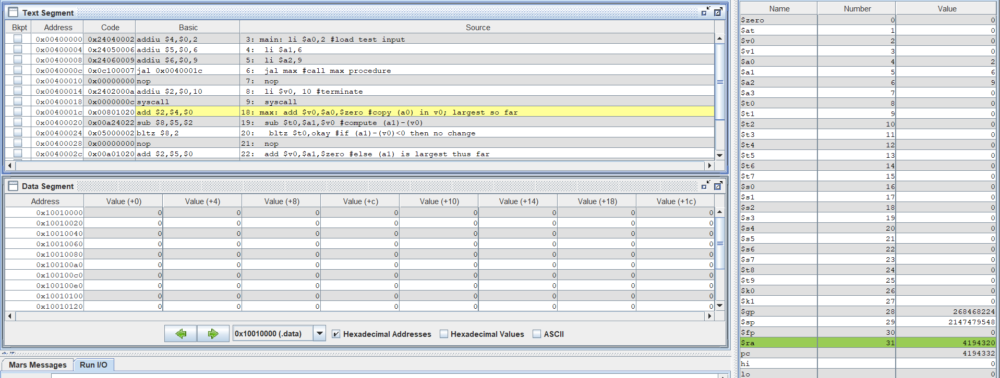 Text Segment
Bkpt Address Code Basic Source
0x00400000 0x24040002 addiu $4,$0,2 3: main: li $a0,2 #load test input
0x00400004 0x24050006 addiu $5,$0,6 4: li $a1,6
0x00400008 0x24060009 addiu $6,$0,9 5: li $a2,9
0x0040000c 0x0c100007 jal 0x0040001c 6: jal max #call max procedure
0x00400010 0x00000000 nop 7: nop
0x00400014 0x2402000a addiu $2,$0,10 8: li $v0, 10 #terminate
0x00400018 0x0000000c syscall 9: syscall
0x0040001c 0x00801020 add $2,$4,$0 18: max: add $v0,$a0,$zero #copy (a0) in v0; largest so far
0x00400020 0x00a24022 sub $8,$5,$2 19: sub $t0,$a1,$v0 #compute (a1)-(v0)
0x00400024 0x05000002 bltz $8,2 20: bltz $t0,okay #if (a1)-(v0)<0 then no change
0x00400028 0x00000000 nop 21: nop
0x0040002c 0x00a01020 add $2,$5,$0 22: add $v0,$a1,$zero #else (a1) is largest thus far
Data Segment
Address Value (+0) Value (+4) Value (+8) Value (+c) Value (+10) Value (+14) Value (+18) Value (+1c)
0x10010000 0 0 0 0 0 0 0 0
0x10010020 0 0 0 0 0 0 0 0
0x10010040 0 0 0 0 0 0 0 0
0x10010060 0 0 0 0 0 0 0 0
0x10010080 0 0 0 0 0 0 0 0
0x100100a0 0 0 0 0 0 0 0 0
0x100100c0 0 0 0 0 0 0 0 0
0x100100e0 0 0 0 0 0 0 0 0
0x10010100 0 0 0 0 0 0 0 0
0x10010120 0 0 0 0 0 0 0 0
0x10010000 (.data) Hexadecimal Addresses Hexadecimal Values ASCII
Mars Messages Run I/O
Name Number Value
$zero 0 0
$at 1 0
$v0 2 0
$v1 3 0
$a0 4 2
$a1 5 6
$a2 6 9
$a3 7 0
$t0 8 0
$t1 9 0
$t2 10 0
$t3 11 0
$t4 12 0
$t5 13 0
$t6 14 0
$t7 15 0
$s0 16 0
$s1 17 0
$s2 18 0
$s3 19 0
$s4 20 0
$s5 21 0
$s6 22 0
$s7 23 0
$t8 24 0
$t9 25 0
$k0 26 0
$k1 27 0
$gp 28 268468224
$sp 29 2147479548
$fp 30 0
$ra 31 4194320
pc 4194332
hi 0
lo 0